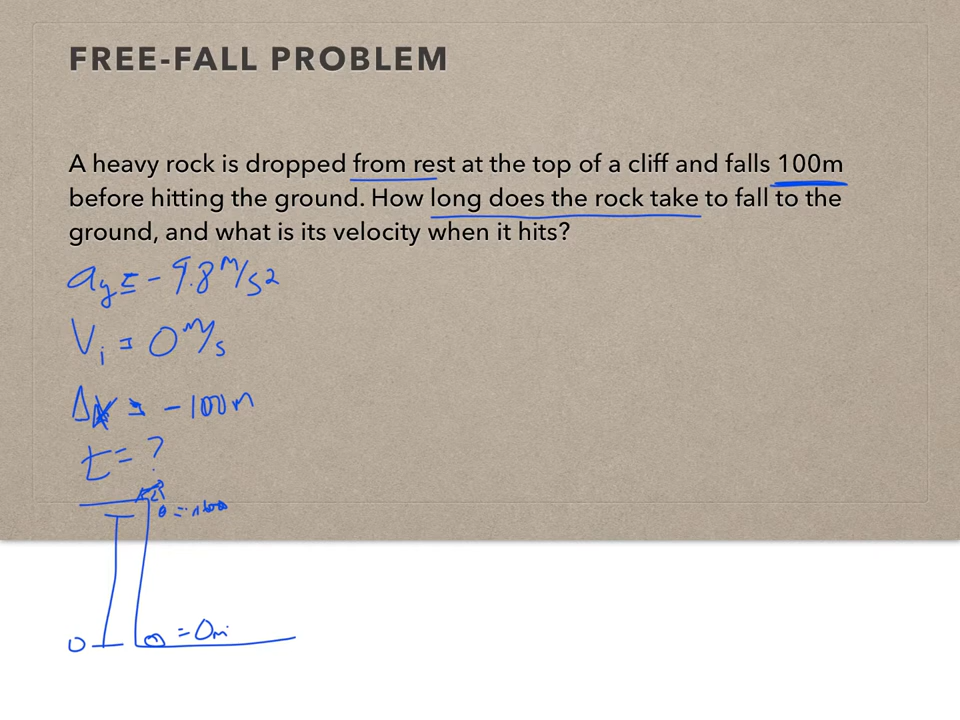 FREE-FALL PROBLEM
A heavy rock is dropped from rest at the top of a cliff and falls 100m
before hitting the ground. How long does the rock take to fall to the
ground, and what is its velocity when it hits?
ay = -9.8 m/s2
Vi = 0 m/s
Δx = -100m
t = ?
0
= 0m